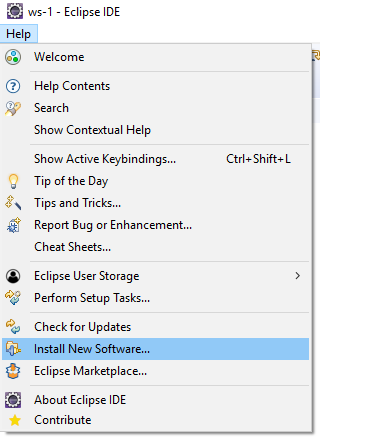 ws-1 - Eclipse IDE
Help
Welcome
Help Contents
Search
Show Contextual Help
Show Active Keybindings... Ctrl+Shift+L
Tip of the Day
Tips and Tricks...
Report Bug or Enhancement...
Cheat Sheets...
Eclipse User Storage
Perform Setup Tasks...
Check for Updates
Install New Software...
Eclipse Marketplace...
About Eclipse IDE
Contribute